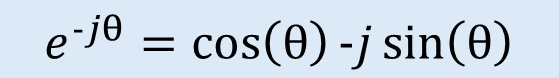 e^{-jθ} = cos(θ) -j sin(θ)